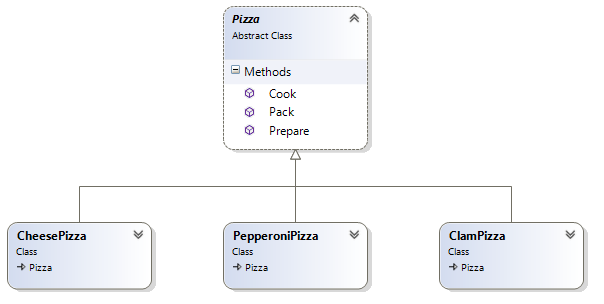 Pizza
Abstract Class
Methods
Cook
Pack
Prepare
CheesePizza
Class
Pizza
PepperoniPizza
Class
Pizza
ClamPizza
Class
Pizza